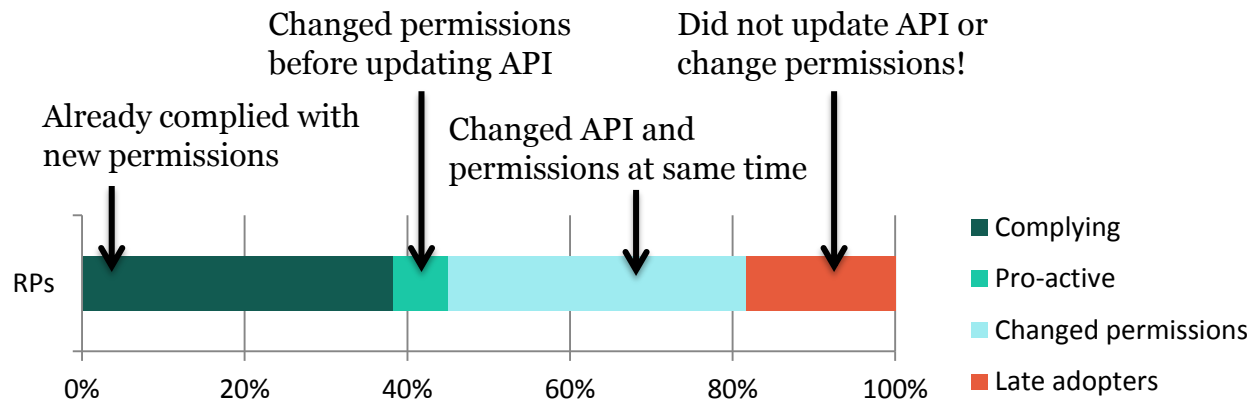 Changed permissions
before updating API
Did not update API or
change permissions!
Already complied with
new permissions
Changed API and
permissions at same time
RPs
0%
20%
40%
60%
80%
100%
Complying
Pro-active
Changed permissions
Late adopters